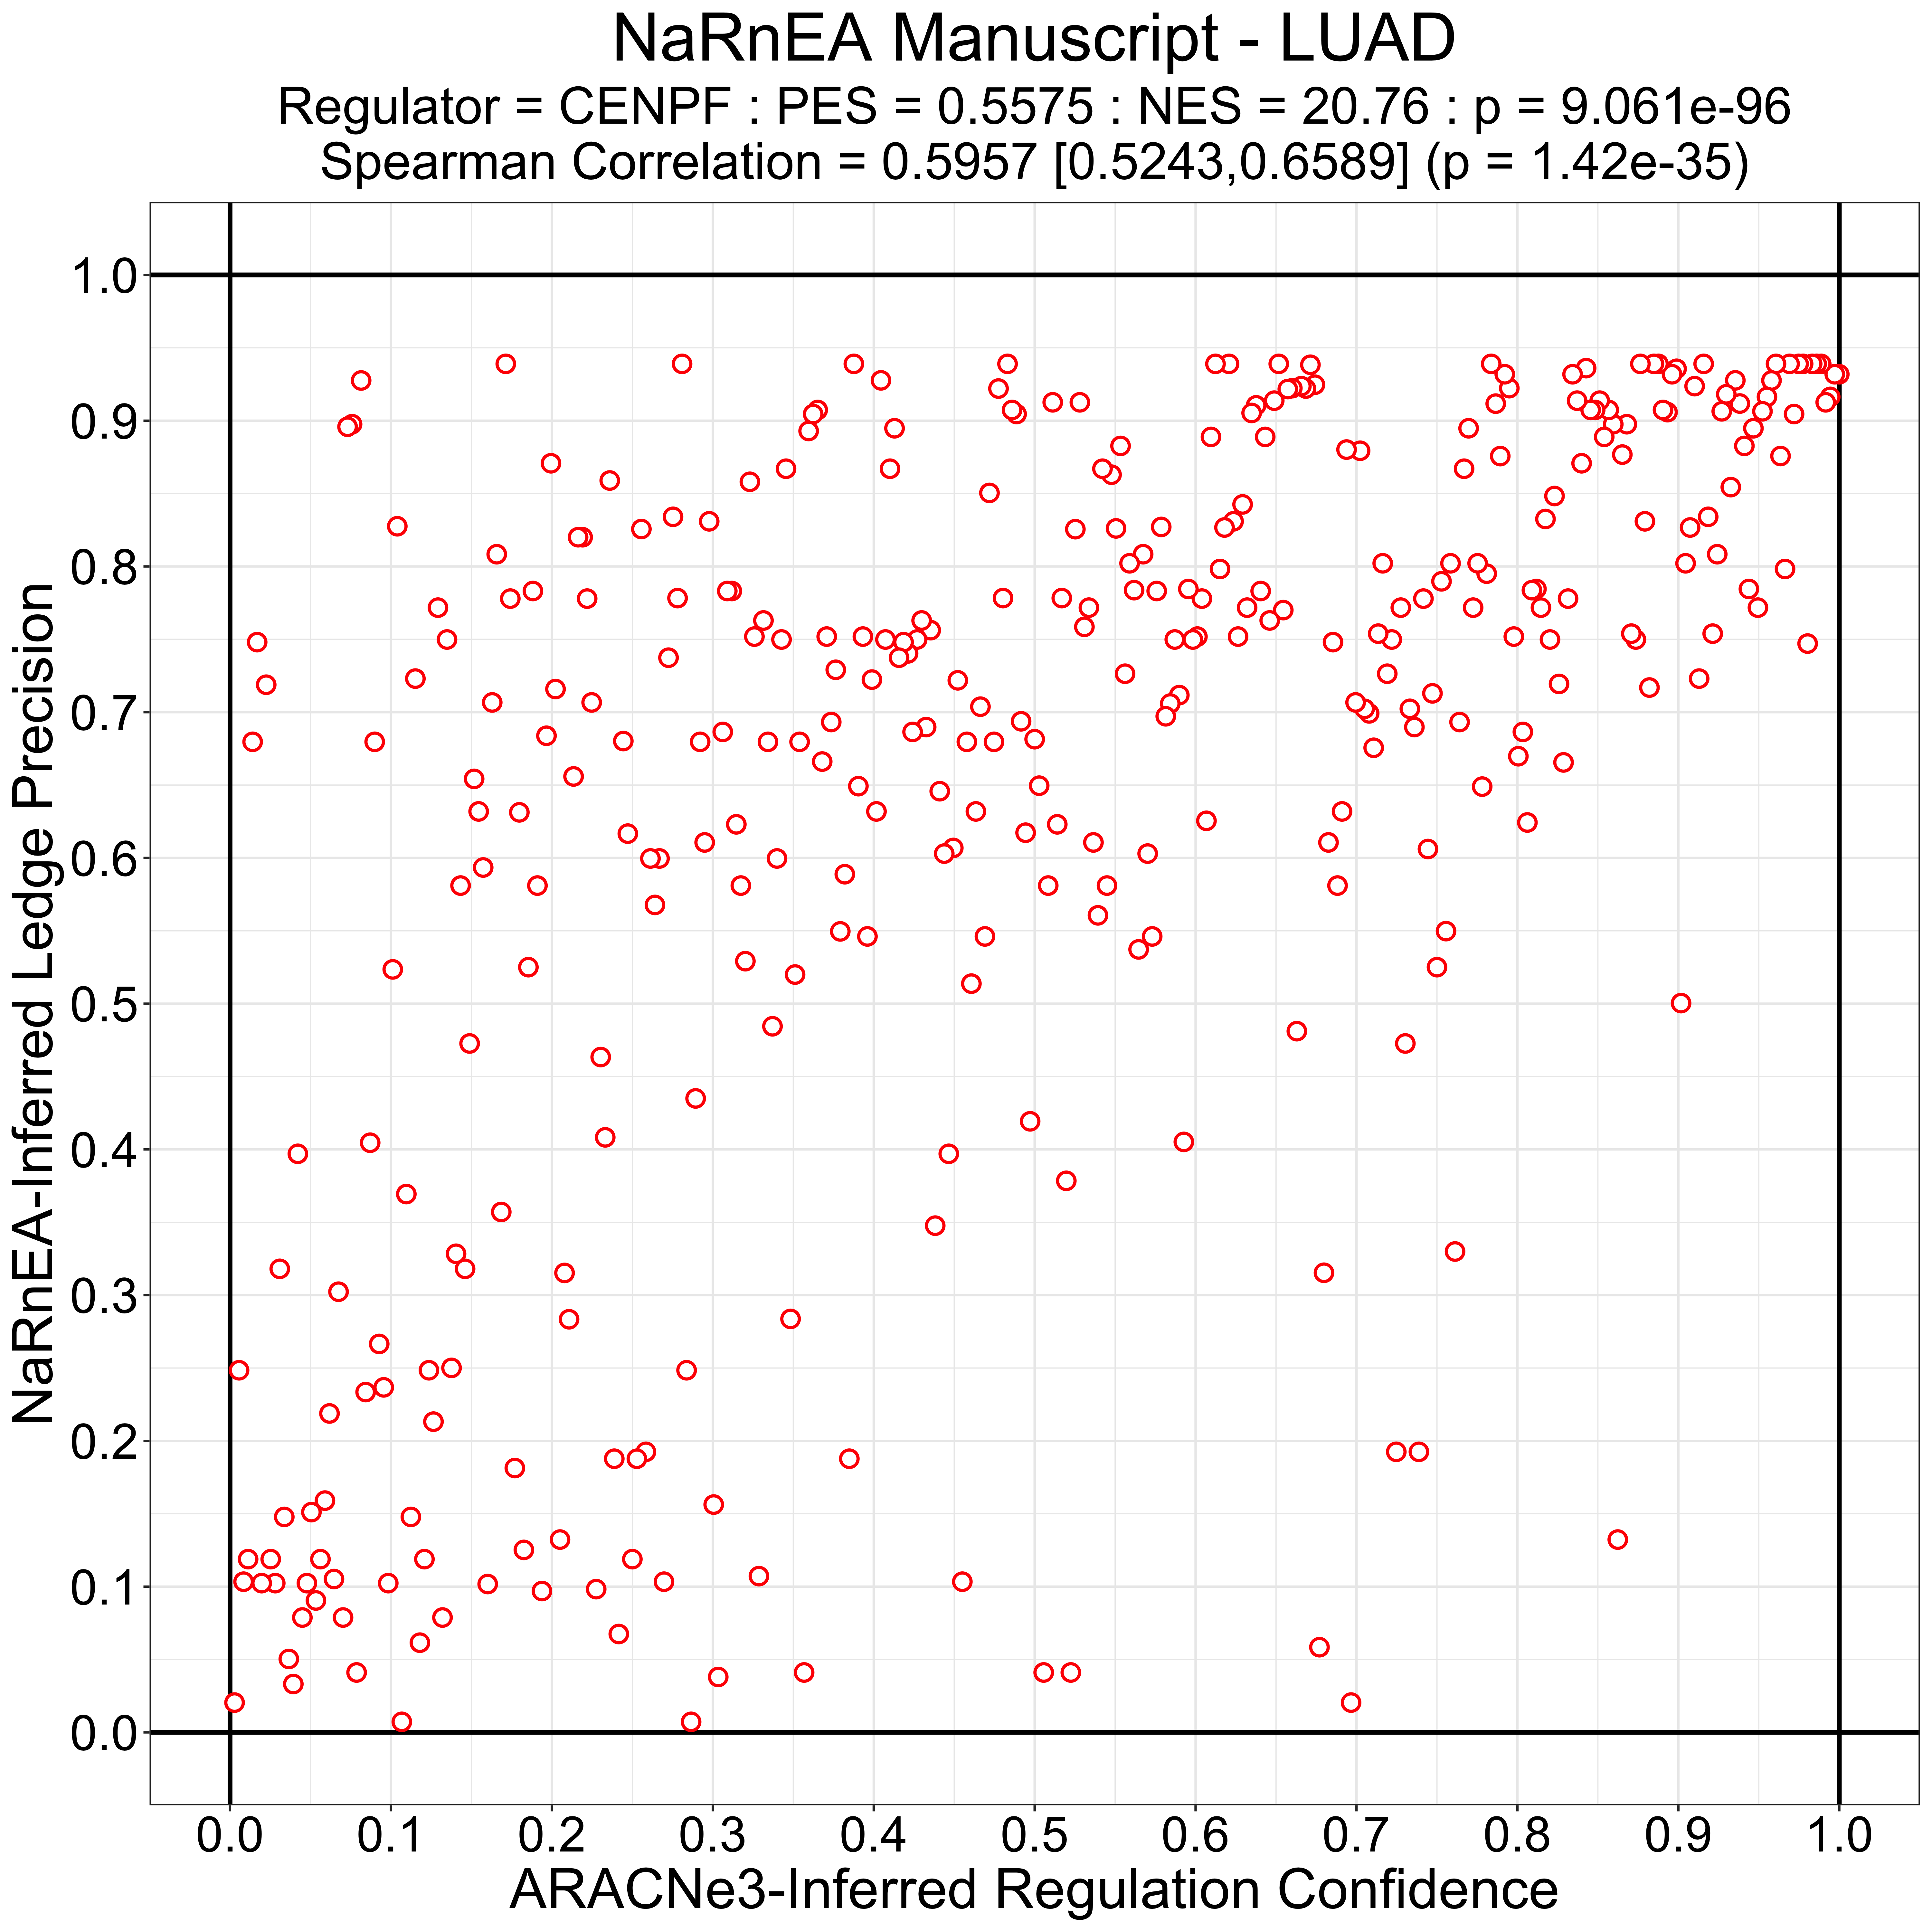 NaRnEA Manuscript - LUAD
Regulator = CENPF : PES = 0.5575 : NES = 20.76 : p = 9.061e-96
Spearman Correlation = 0.5957 [0.5243,0.6589] (p = 1.42e-35)
NaRnEA-Inferred Ledge Precision
1.0
0.9
0.8
0.7
0.6
0.5
0.4
0.3
0.2
0.1
0.0
0.0 0.1 0.2 0.3 0.4 0.5 0.6 0.7 0.8 0.9 1.0
ARACNe3-Inferred Regulation Confidence